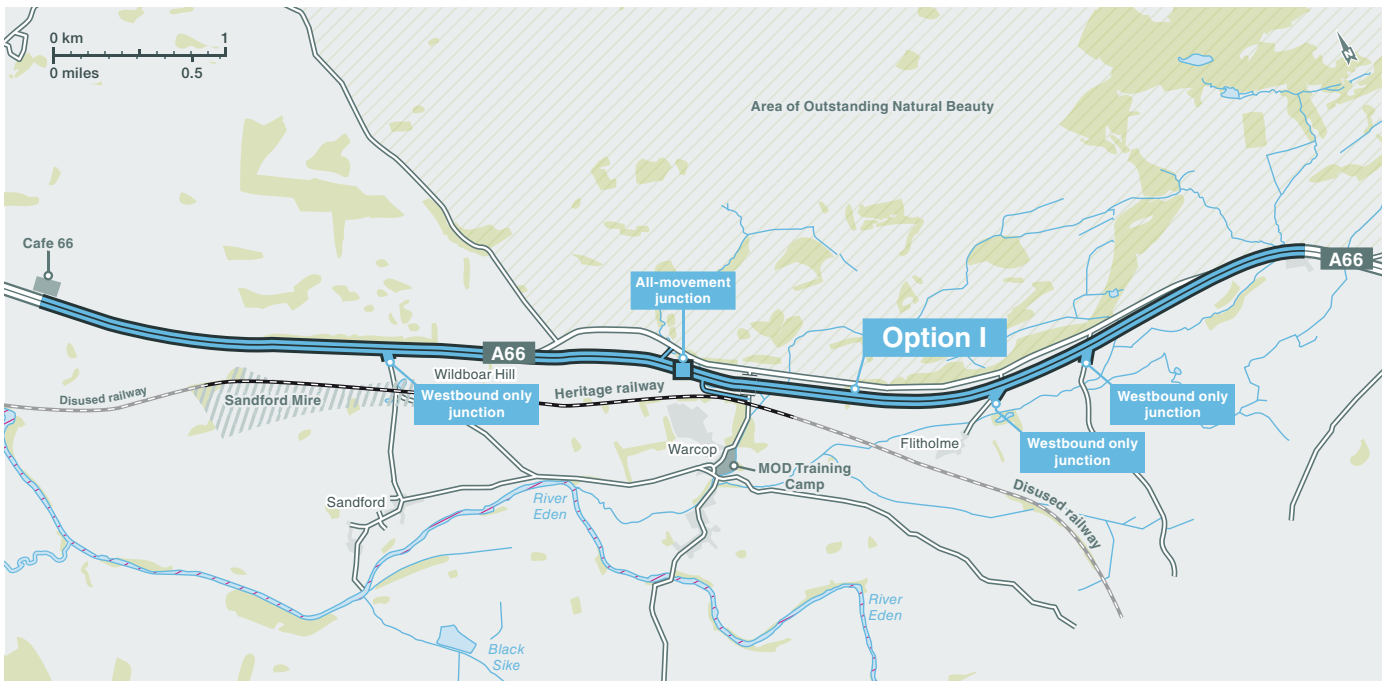 0 km 1
0 miles 0.5
N
Area of Outstanding Natural Beauty
Cafe 66
A66
All-movement
junction
Option I
A66
Wildboar Hill
Heritage railway
Disused railway
Sandford Mire
Westbound only
junction
Westbound only
junction
Westbound only
junction
Flitholme
Warcop
MOD Training
Camp
Sandford
River
Eden
Disused railway
River
Eden
Black
Sike